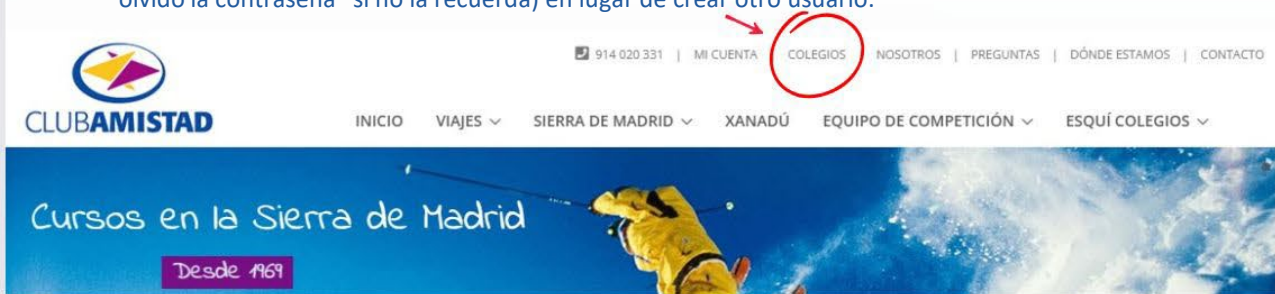 olvidó la contraseña" si no la recuerda) en lugar de crear otro usuario.
914 020 331 | MI CUENTA COLEGIOS NOSOTROS | PREGUNTAS | DÓNDE ESTAMOS | CONTACTO
CLUBAMISTAD
INICIO VIAJES SIERRA DE MADRID XANADÚ EQUIPO DE COMPETICIÓN ESQUÍ COLEGIOS
Cursos en la Sierra de Madrid
Desde 1969